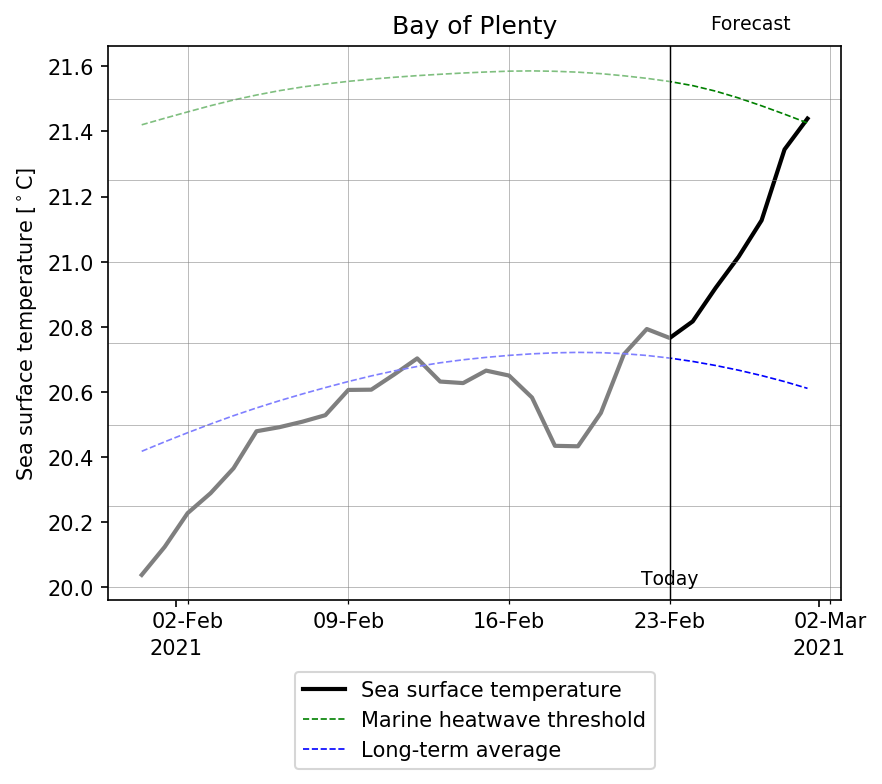 Bay of Plenty
Forecast
Sea surface temperature [°C]
21.6
21.4
21.2
21.0
20.8
20.6
20.4
20.2
20.0
Today
02-Feb
09-Feb
16-Feb
23-Feb
02-Mar
2021
2021
Sea surface temperature
Marine heatwave threshold
Long-term average